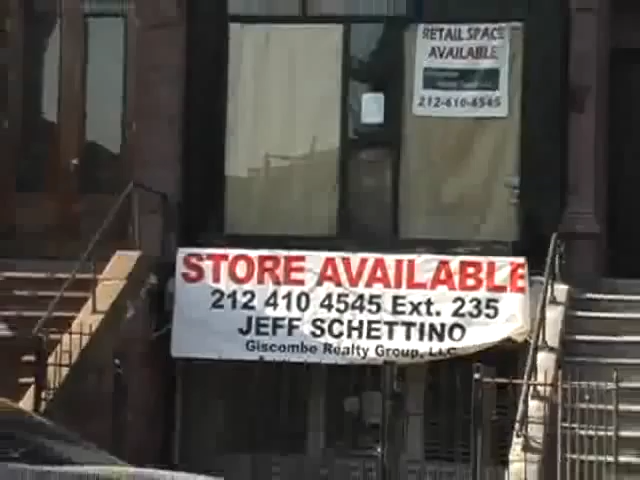 RETAIL SPACE
AVAILABLE
212-410-4545
STORE AVAILABLE
212 410 4545 Ext. 235
JEFF SCHETTINO
Giscombe Realty Group, LLC